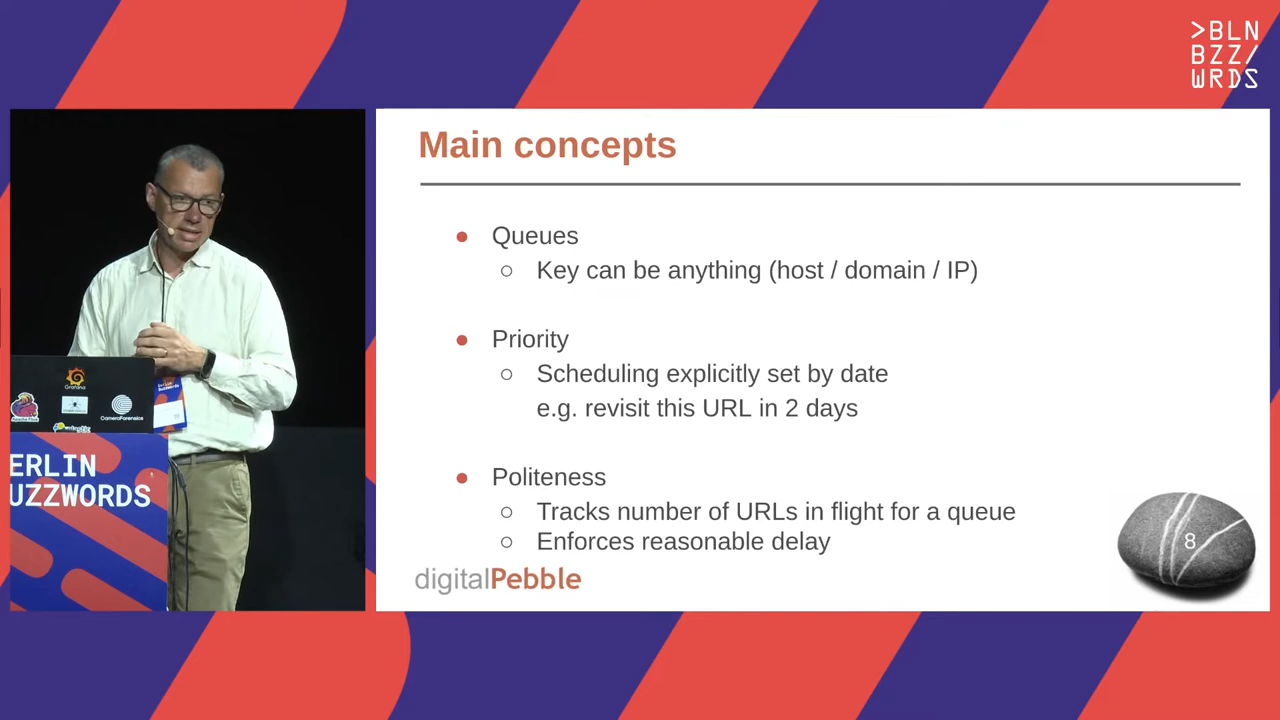 >BLN
BZZ/
WRDS
Main concepts
● Queues
○ Key can be anything (host / domain / IP)
● Priority
○ Scheduling explicitly set by date
e.g. revisit this URL in 2 days
● Politeness
○ Tracks number of URLs in flight for a queue
○ Enforces reasonable delay
digitalPebble
8
Grafana
CameraForensics
ERLIN
UZZWORDS